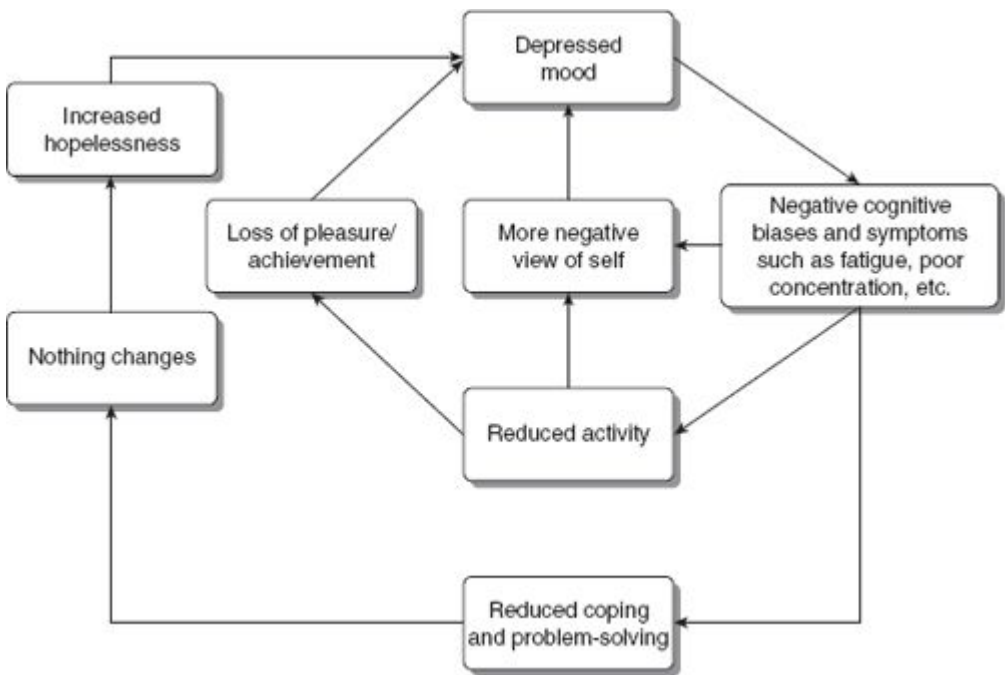 Depressed
mood
Increased
hopelessness
Loss of pleasure/
achievement
More negative
view of self
Negative cognitive
biases and symptoms
such as fatigue, poor
concentration, etc.
Nothing changes
Reduced activity
Reduced coping
and problem-solving